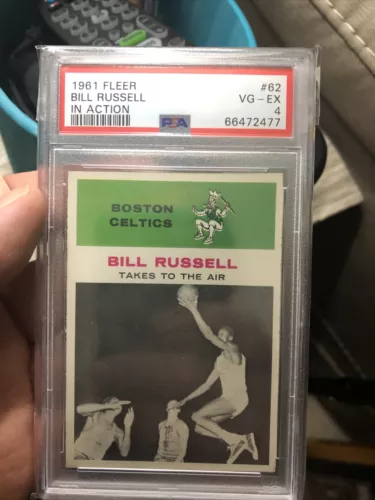 1961 FLEER #62
BILL RUSSELL VG-EX
IN ACTION 4
PSA 66472477
BOSTON
CELTICS
BILL RUSSELL
TAKES TO THE AIR